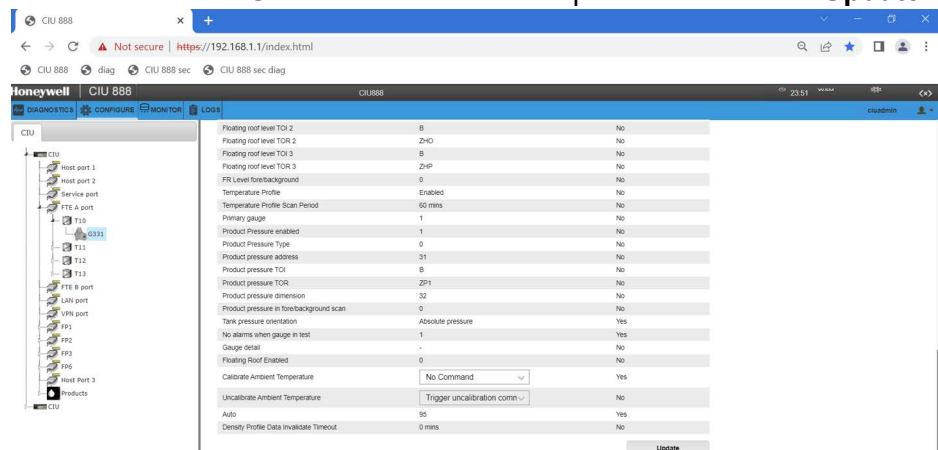 Update
CIU 888
Not secure | https://192.168.1.1/index.html
CIU 888 diag CIU 888 sec CIU 888 sec diag
Honeywell | CIU 888 CIU888 23:51
DIAGNOSTICS CONFIGURE MONITOR LOGS ciuadmin
CIU
CIU
Host port 1
Host port 2
Service port
FTE A port
T10
G331
T11
T12
T13
FTE B port
LAN port
VPN port
FP1
FP2
FP3
FP6
Host Port 3
Products
CIU
Floating roof level TOI 2 B No
Floating roof level TOR 2 ZHO No
Floating roof level TOI 3 B No
Floating roof level TOR 3 ZHP No
FR Level fore/background 0 No
Temperature Profile Enabled No
Temperature Profile Scan Period 60 mins No
Primary gauge 1 No
Product Pressure enabled 1 No
Product Pressure Type 0 No
Product pressure address 31 No
Product pressure TOI B No
Product pressure TOR ZP1 No
Product pressure dimension 32 No
Product pressure in fore/background scan 0 No
Tank pressure orientation Absolute pressure Yes
No alarms when gauge in test 1 Yes
Gauge detail - No
Floating Roof Enabled 0 No
Calibrate Ambient Temperature No Command Yes
Uncalibrate Ambient Temperature Trigger uncalibration comn No
Auto 95 Yes
Density Profile Data Invalidate Timeout 0 mins No
Update